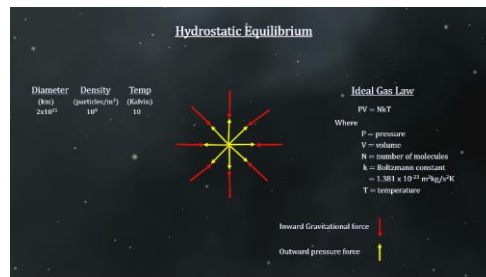 Hydrostatic Equilibrium
Diameter Density Temp
(km) (particles/m³) (Kalvin)
2x10¹⁵ 10⁹ 10
Ideal Gas Law
PV = NkT
Where
P = pressure
V = volume
N = number of molecules
k = Boltzmann constant
= 1.381 x 10⁻²³ m²kg/s²K
T = temperature
Inward Gravitational force
Outward pressure force